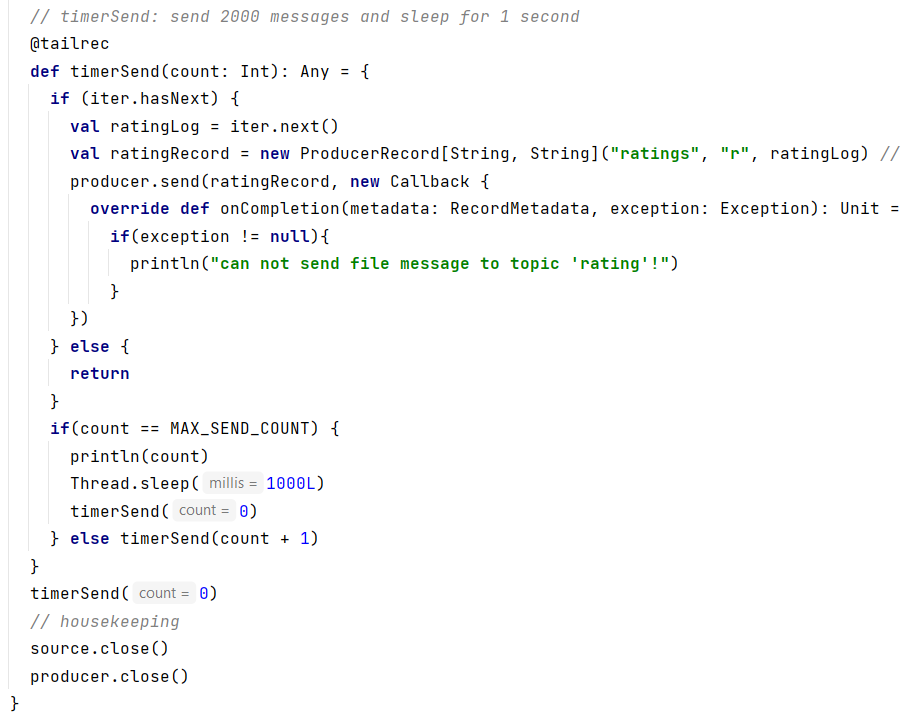 // timerSend: send 2000 messages and sleep for 1 second
@tailrec
def timerSend(count: Int): Any = {
if (iter.hasNext) {
val ratingLog = iter.next()
val ratingRecord = new ProducerRecord[String, String]("ratings", "r", ratingLog) //
producer.send(ratingRecord, new Callback {
override def onCompletion(metadata: RecordMetadata, exception: Exception): Unit =
if(exception != null){
println("can not send file message to topic 'rating'!")
}
})
} else {
return
}
if(count == MAX_SEND_COUNT) {
println(count)
Thread.sleep( millis = 1000L)
timerSend( count = 0)
} else timerSend(count + 1)
}
timerSend( count = 0)
// housekeeping
source.close()
producer.close()
}